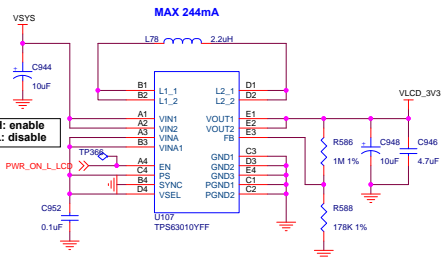 MAX 244mA
VSYS
L78 2.2uH
C944
10uF
B1 L1_1 L2_1 D1
B2 L1_2 L2_2 D2
A1 VIN1 VOUT1 E1
A2 VIN2 VOUT2 E2
A3 VINA FB E3
B3 VINA1
A4 EN GND1 C3
C4 PS GND2 D3
B4 SYNC GND3 E4
D4 VSEL PGND1 C1
PGND2 C2
: enable
L: disable
TP366
PWR_ON_L_LCD
C952
0.1uF
U107
TPS63010YFF
VLCD_3V3
R586
1M 1%
C948
10uF
C946
4.7uF
R588
178K 1%